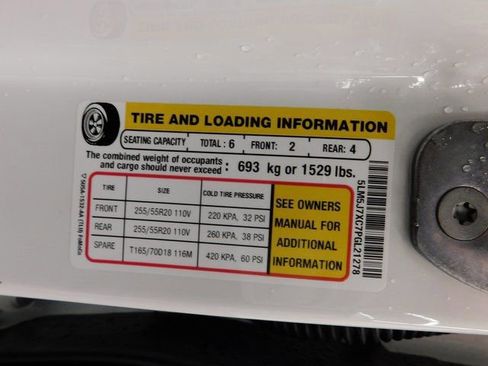 TIRE AND LOADING INFORMATION
SEATING CAPACITY TOTAL: 6 FRONT: 2 REAR: 4
The combined weight of occupants
and cargo should never exceed : 693 kg or 1529 lbs.
TIRE SIZE COLD TIRE PRESSURE
FRONT 255/55R20 110V 220 KPA, 32 PSI
REAR 255/55R20 110V 260 KPA, 38 PSI
SPARE T165/70D18 116M 420 KPA, 60 PSI
SEE OWNERS
MANUAL FOR
ADDITIONAL
INFORMATION
5LM5J7XC7PGL21278